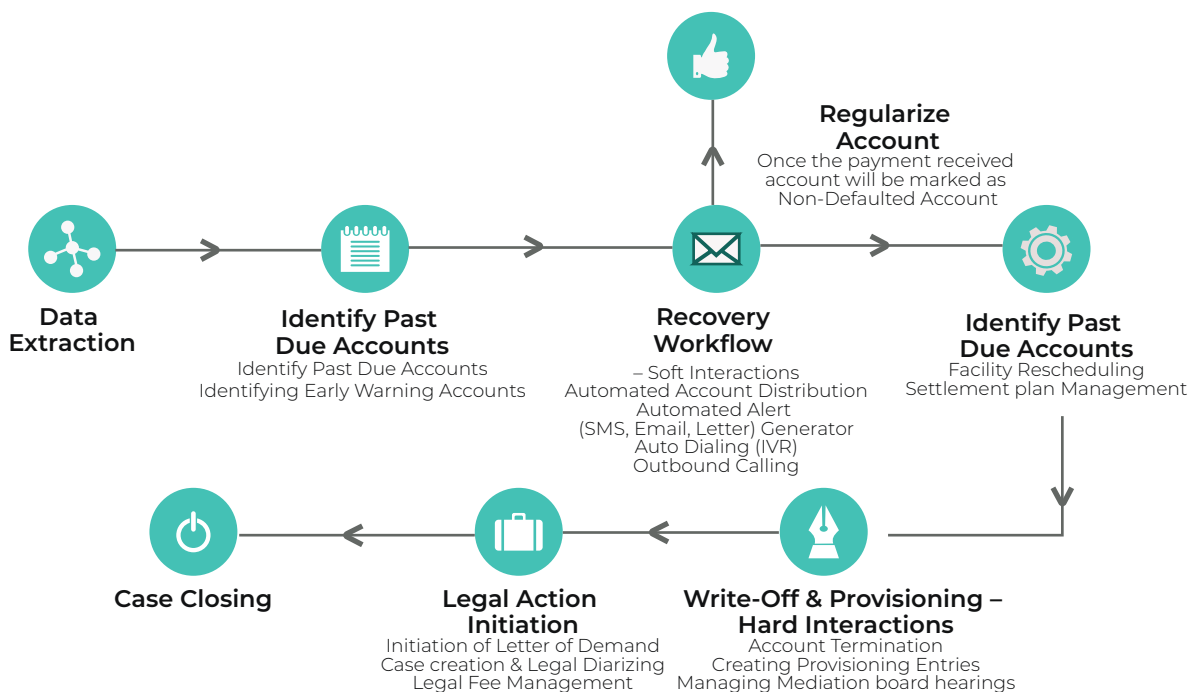 Regularize
Account
Once the payment received
account will be marked as
Non-Defaulted Account
Data
Extraction
Identify Past
Due Accounts
Identify Past Due Accounts
Identifying Early Warning Accounts
Recovery
Workflow
– Soft Interactions
Automated Account Distribution
Automated Alert
(SMS, Email, Letter) Generator
Auto Dialing (IVR)
Outbound Calling
Identify Past
Due Accounts
Facility Rescheduling
Settlement plan Management
Write-Off & Provisioning –
Hard Interactions
Account Termination
Creating Provisioning Entries
Managing Mediation board hearings
Legal Action
Initiation
Initiation of Letter of Demand
Case creation & Legal Diarizing
Legal Fee Management
Case Closing